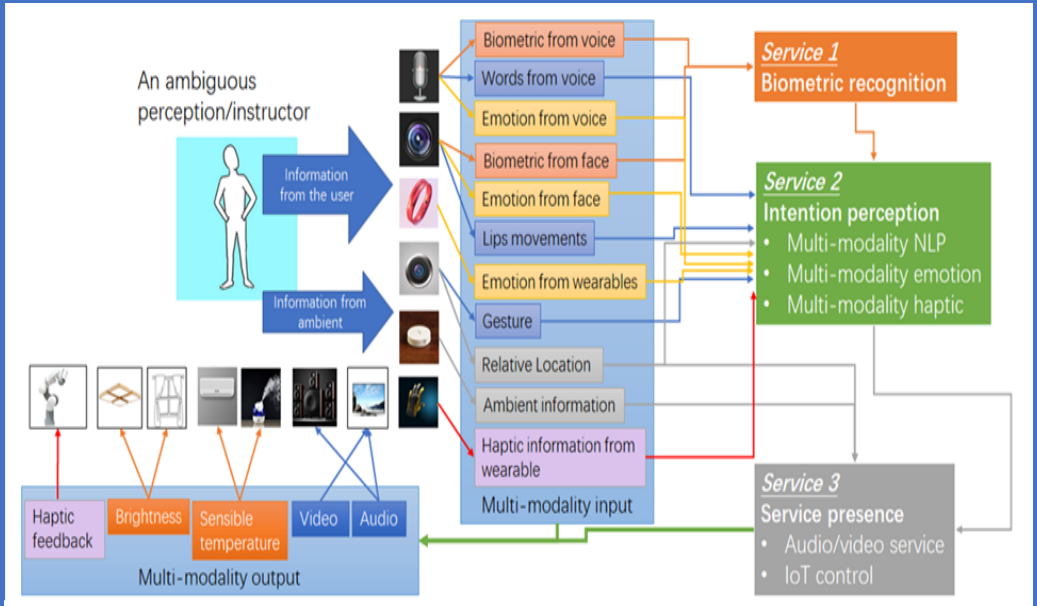 An ambiguous
perception/instructor
Information
from the user
Information from
ambient
Biometric from voice
Words from voice
Emotion from voice
Biometric from face
Emotion from face
Lips movements
Emotion from wearables
Gesture
Relative Location
Ambient information
Haptic information from
wearable
Multi-modality input
Service 1
Biometric recognition
Service 2
Intention perception
• Multi-modality NLP
• Multi-modality emotion
• Multi-modality haptic
Service 3
Service presence
• Audio/video service
• IoT control
Haptic
feedback
Brightness
Sensible
temperature
Video
Audio
Multi-modality output